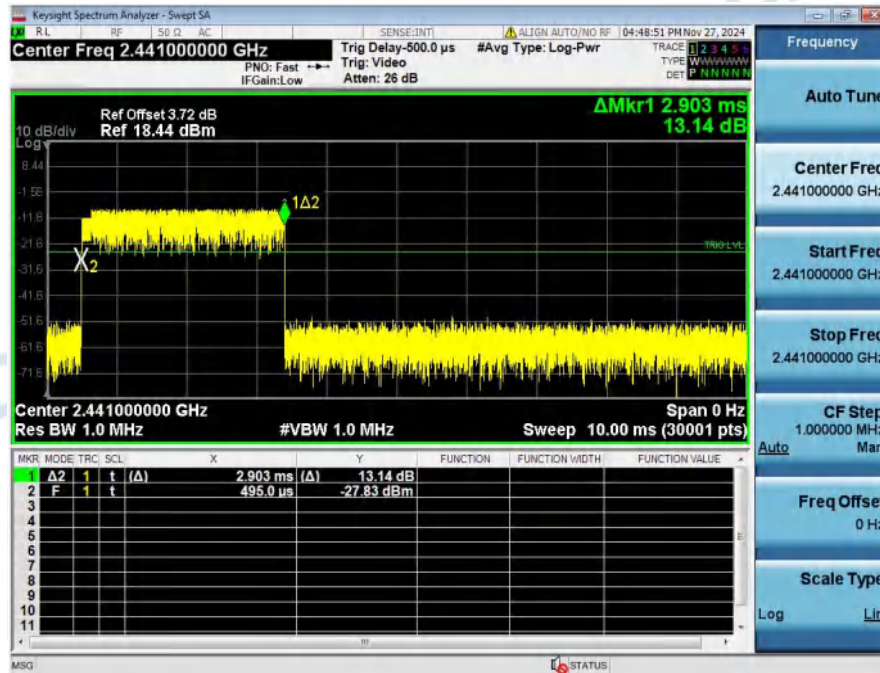 Keysight Spectrum Analyzer - Swept SA
RL RF 50 Ω AC SENSE:INT ALIGN AUTO/NO RF 04:48:51 PM Nov 27, 2024
Center Freq 2.441000000 GHz
PNO: Fast
IFGain:Low
Trig Delay-500.0 µs
Trig: Video
Atten: 26 dB
#Avg Type: Log-Pwr
TRACE 1 2 3 4 5 6
TYPE W
DET P N N N N N
ΔMkr1 2.903 ms
13.14 dB
Ref Offset 3.72 dB
10 dB/div Ref 18.44 dBm
Log
8.44
-1.56
-11.6
-21.6
-31.6
-41.6
-51.6
-61.6
-71.6
1Δ2
X2
TRIG LVL
Center 2.441000000 GHz Span 0 Hz
Res BW 1.0 MHz #VBW 1.0 MHz Sweep 10.00 ms (30001 pts)
MKR MODE TRC SCL X Y FUNCTION FUNCTION WIDTH FUNCTION VALUE
1 Δ2 1 t (Δ) 2.903 ms (Δ) 13.14 dB
2 F 1 t 495.0 µs -27.83 dBm
3
4
5
6
7
8
9
10
11
MSG STATUS
Frequency
Auto Tune
Center Freq
2.441000000 GHz
Start Freq
2.441000000 GHz
Stop Freq
2.441000000 GHz
CF Step
1.000000 MHz
Auto Man
Freq Offset
0 Hz
Scale Type
Log Lin